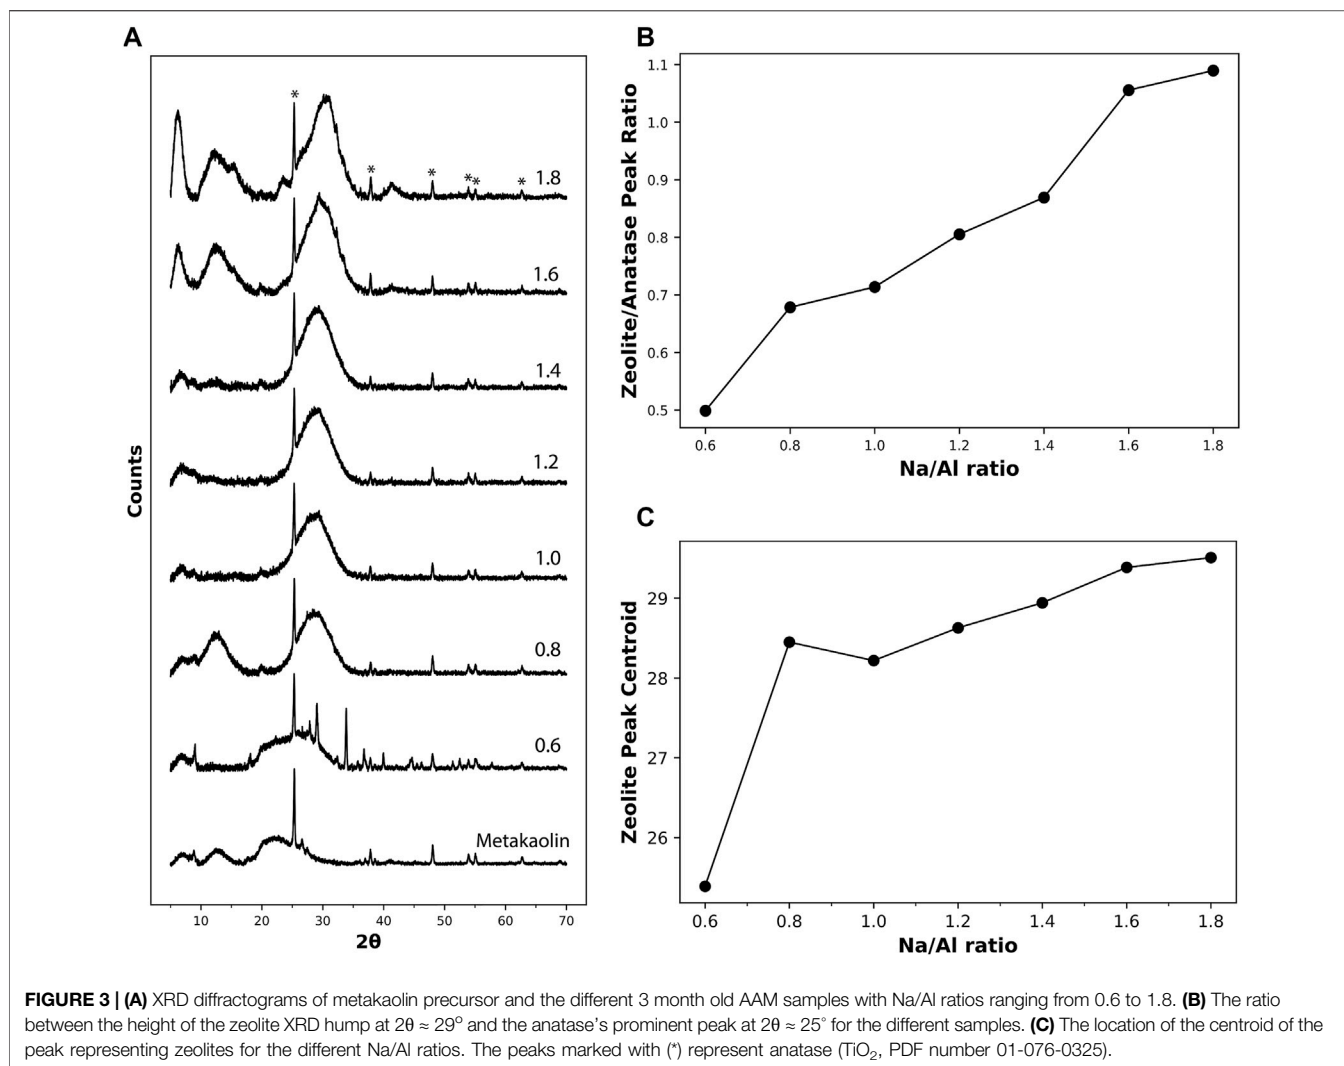 A
*
*
*
*
*
*
1.8
1.6
1.4
1.2
1.0
0.8
0.6
Metakaolin
Counts
10 20 30 40 50 60 70
2θ
B
1.1
1.0
0.9
0.8
0.7
0.6
0.5
Zeolite/Anatase Peak Ratio
0.6 0.8 1.0 1.2 1.4 1.6 1.8
Na/Al ratio
C
29
28
27
26
Zeolite Peak Centroid
0.6 0.8 1.0 1.2 1.4 1.6 1.8
Na/Al ratio
FIGURE 3 | (A) XRD diffractograms of metakaolin precursor and the different 3 month old AAM samples with Na/Al ratios ranging from 0.6 to 1.8. (B) The ratio
between the height of the zeolite XRD hump at 2θ ≈ 29° and the anatase’s prominent peak at 2θ ≈ 25° for the different samples. (C) The location of the centroid of the
peak representing zeolites for the different Na/Al ratios. The peaks marked with (*) represent anatase (TiO₂, PDF number 01-076-0325).